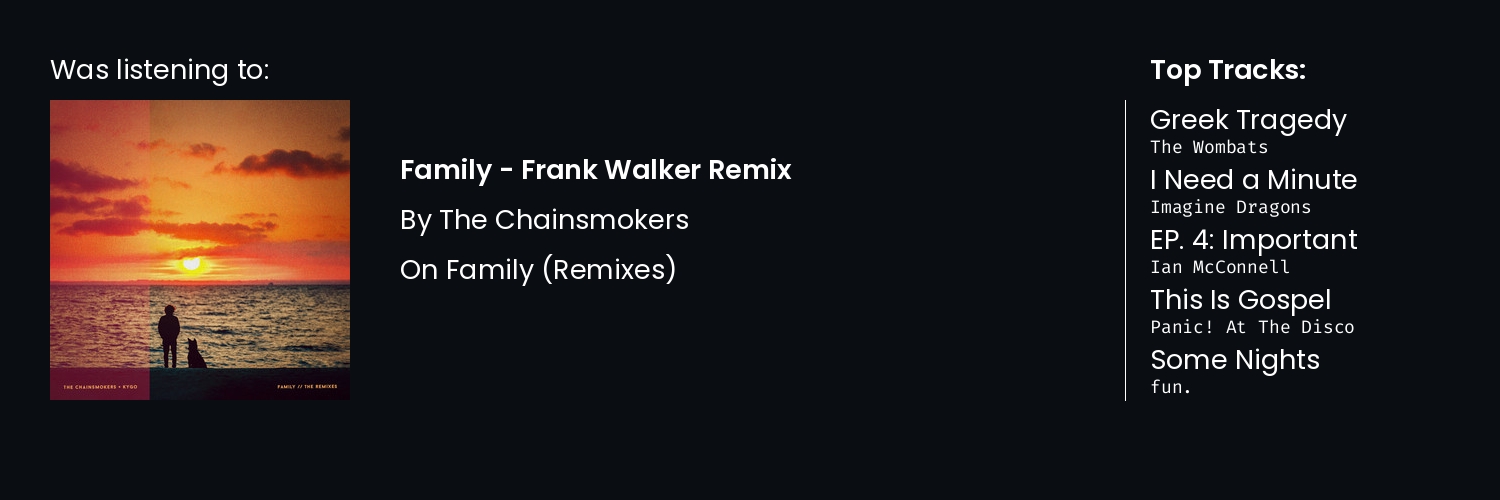 Was listening to:
THE CHAINSMOKERS • KYGO
FAMILY // THE REMIXES
Family - Frank Walker Remix
By The Chainsmokers
On Family (Remixes)
Top Tracks:
Greek Tragedy
The Wombats
I Need a Minute
Imagine Dragons
EP. 4: Important
Ian McConnell
This Is Gospel
Panic! At The Disco
Some Nights
fun.